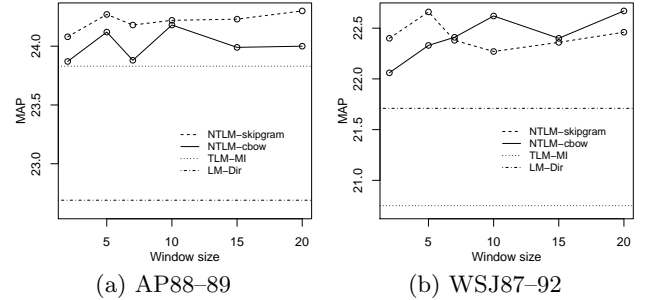 MAP
24.0
23.5
23.0
NTLM−skipgram
NTLM−cbow
TLM−MI
LM−Dir
5 10 15 20
Window size
(a) AP88–89
MAP
22.5
22.0
21.5
21.0
NTLM−skipgram
NTLM−cbow
TLM−MI
LM−Dir
5 10 15 20
Window size
(b) WSJ87–92